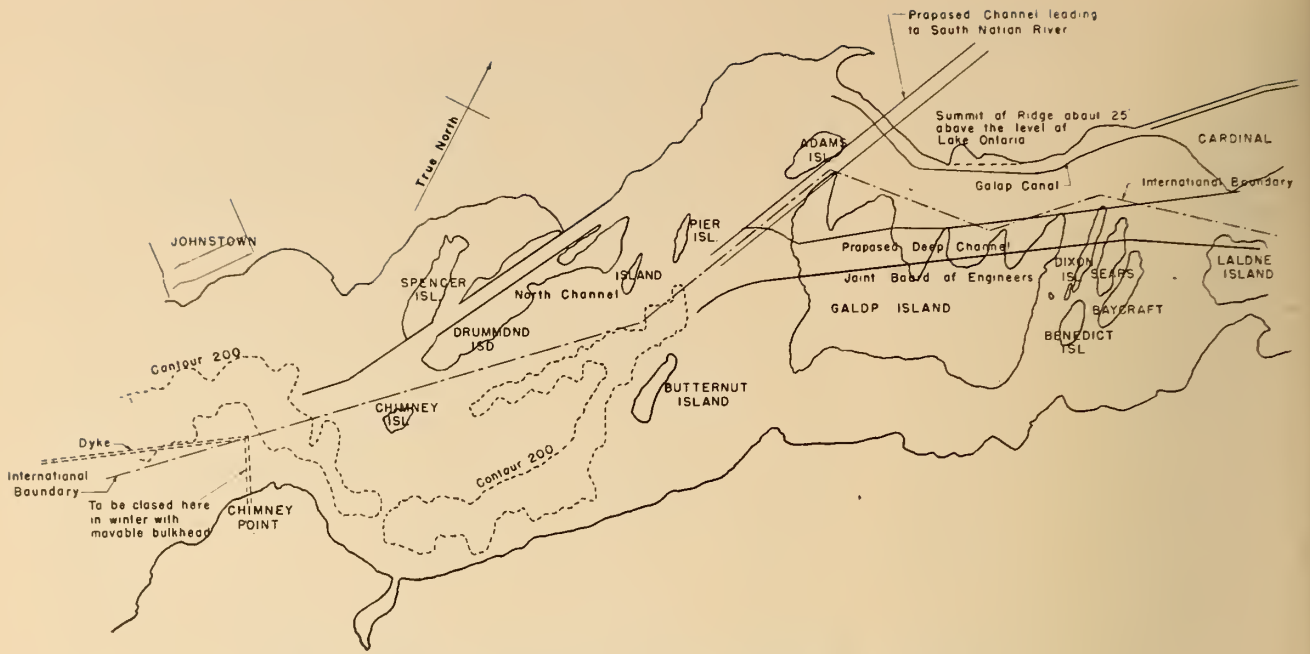 Proposed Channel leading
to South Nation River
Summit of Ridge about 25'
above the level of
Lake Ontario
CARDINAL
ADAMS
ISL.
Galop Canal
International Boundary
True North
JOHNSTOWN
PIER
ISL.
SPENCER
ISL.
ISLAND
North Channel
Proposed Deep Channel
Joint Board of Engineers
DIXON
ISL.
SEARS
LALONE
ISLAND
GALOP ISLAND
BAYCRAFT
BENEDICT
ISL
DRUMMOND
ISD
Contour 200
BUTTERNUT
ISLAND
CHIMNEY
ISL
Dyke
Contour 200
International
Boundary
To be closed here
in winter with
movable bulkhead
CHIMNEY
POINT